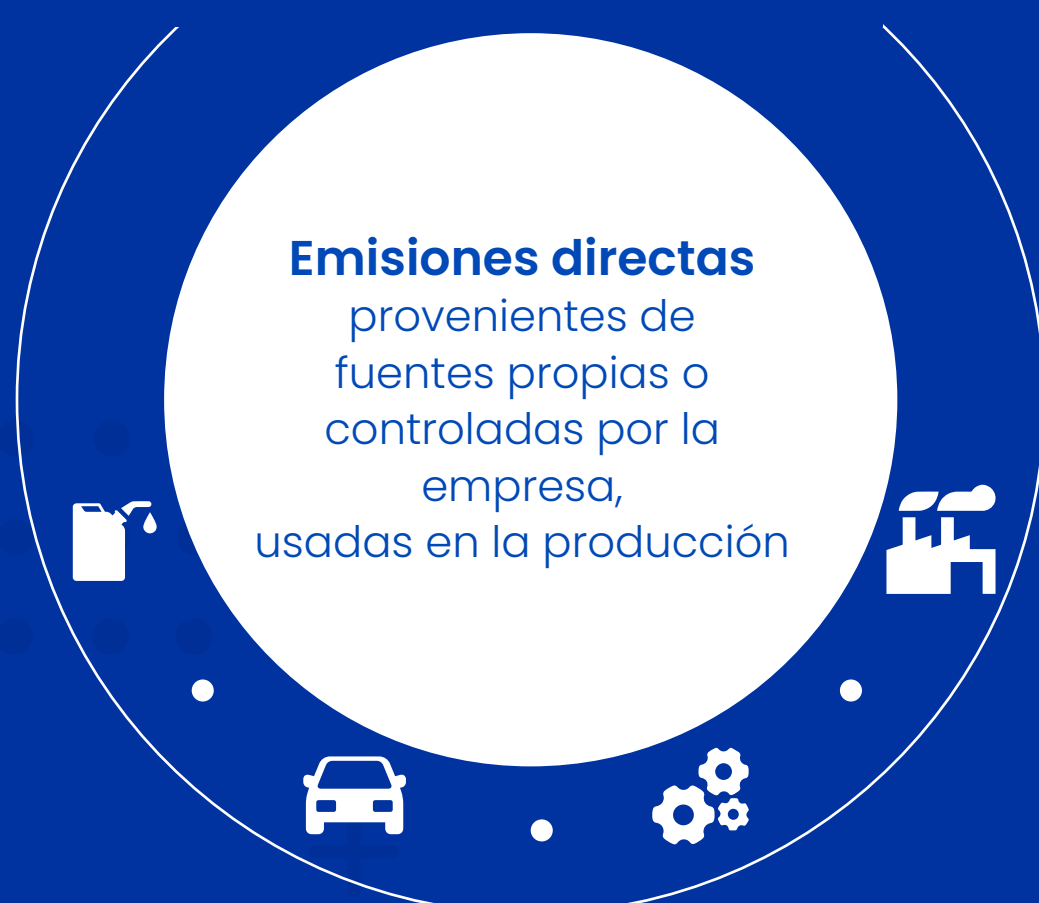 Emisiones directas
provenientes de
fuentes propias o
controladas por la
empresa,
usadas en la producción